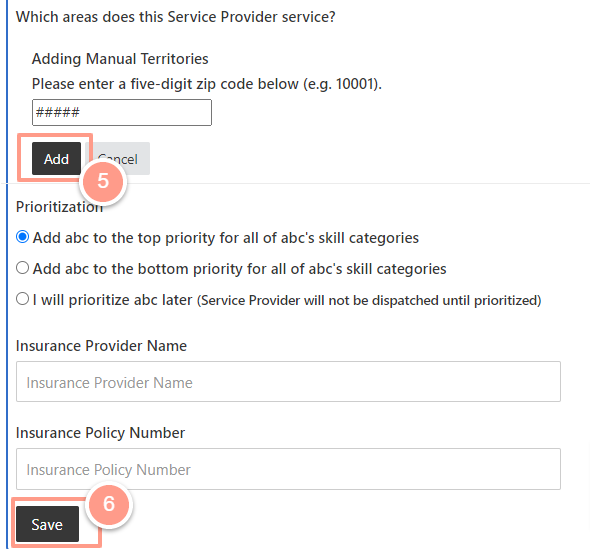 Which areas does this Service Provider service?
Adding Manual Territories
Please enter a five-digit zip code below (e.g. 10001).
#####
Add Cancel
5
Prioritization
Add abc to the top priority for all of abc's skill categories
Add abc to the bottom priority for all of abc's skill categories
I will prioritize abc later (Service Provider will not be dispatched until prioritized)
Insurance Provider Name
Insurance Provider Name
Insurance Policy Number
Insurance Policy Number
6
Save